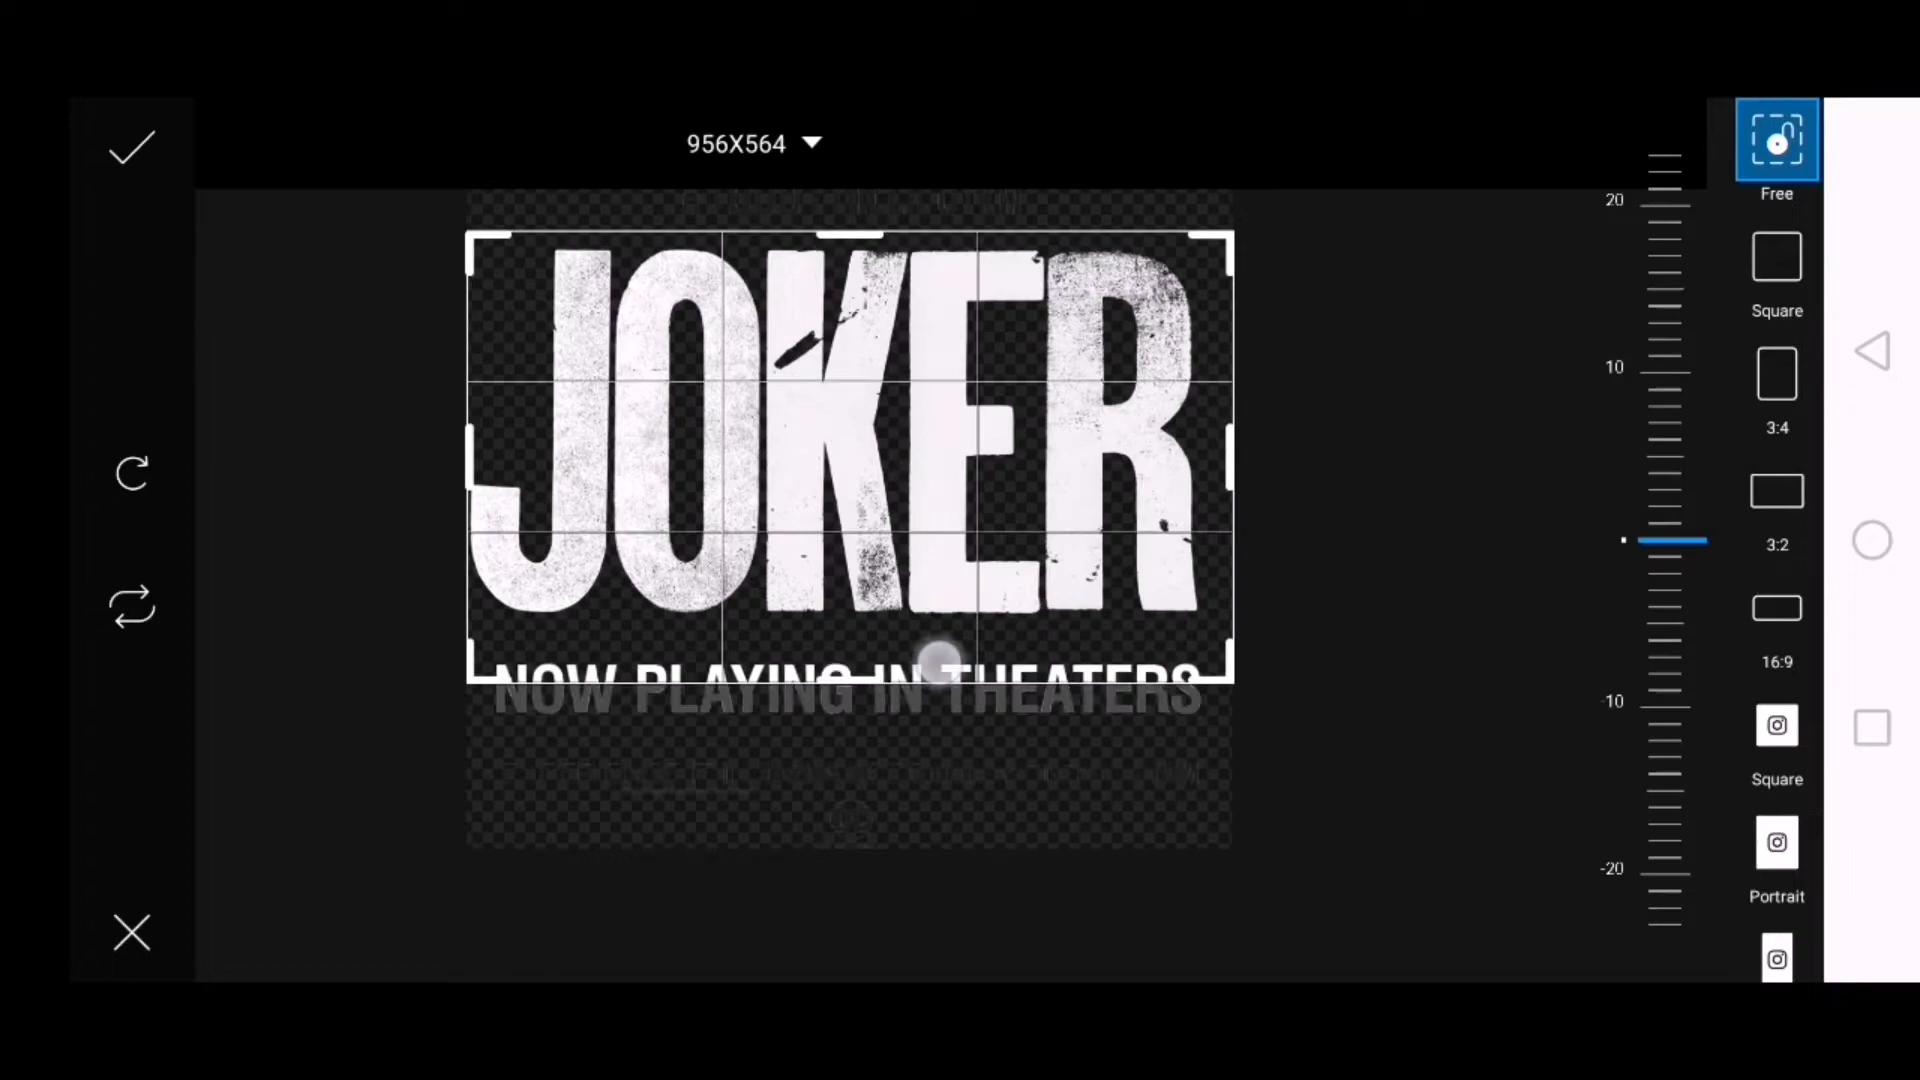 956X564
JOKER
NOW PLAYING IN THEATERS
20
10
-10
-20
Free
Square
3:4
3:2
16:9
Square
Portrait